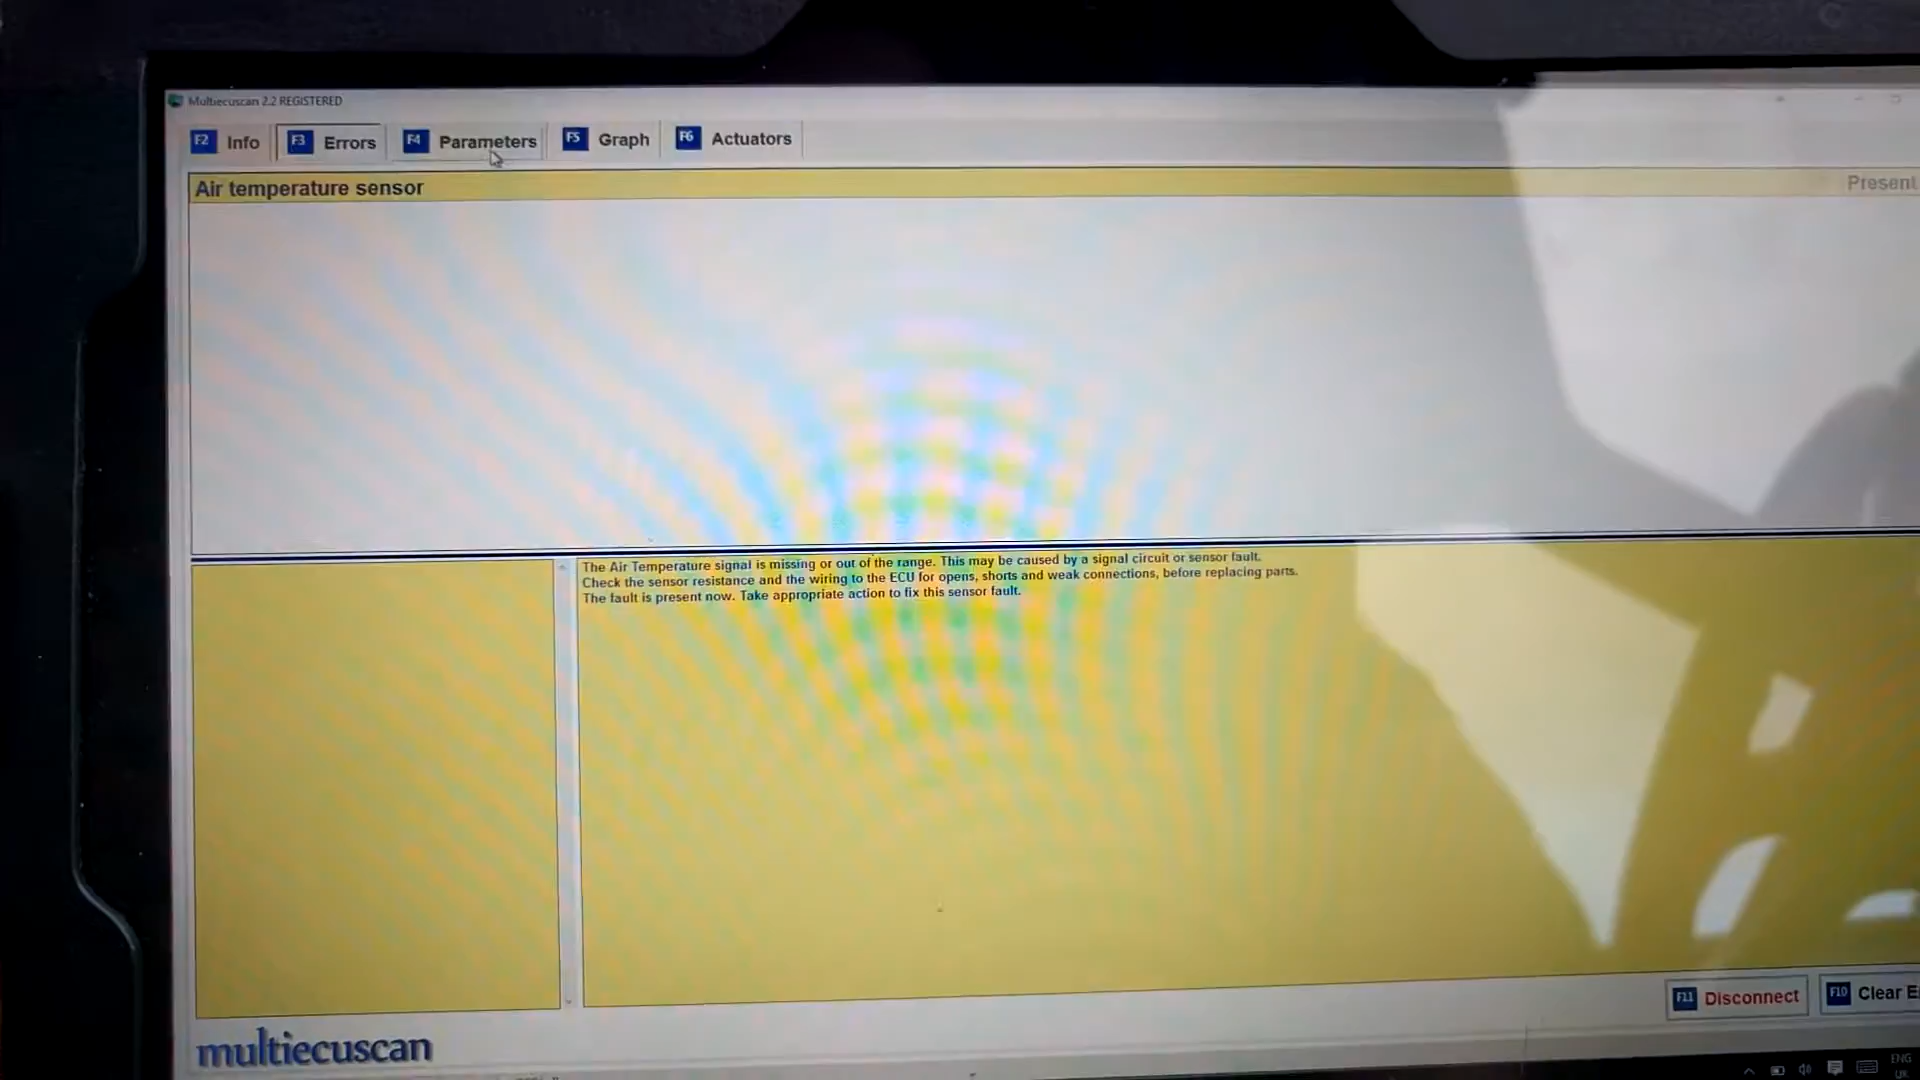 Multiecuscan 2.2 REGISTERED
F2 Info F3 Errors F4 Parameters F5 Graph F6 Actuators
Air temperature sensor Present
The Air Temperature signal is missing or out of the range. This may be caused by a signal circuit or sensor fault.
Check the sensor resistance and the wiring to the ECU for opens, shorts and weak connections, before replacing parts.
The fault is present now. Take appropriate action to fix this sensor fault.
F11 Disconnect F10 Clear E
multiecuscan
ENG
UK